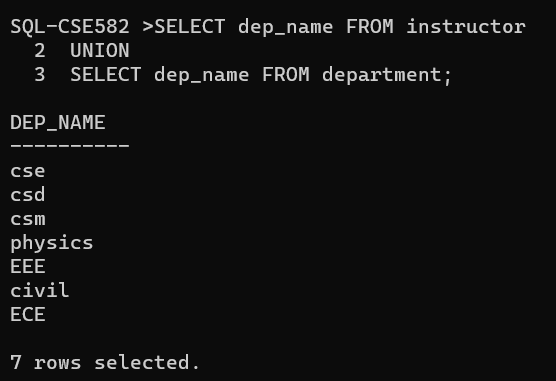 SQL-CSE582 >SELECT dep_name FROM instructor
  2  UNION
  3  SELECT dep_name FROM department;

DEP_NAME
----------
cse
csd
csm
physics
EEE
civil
ECE

7 rows selected.